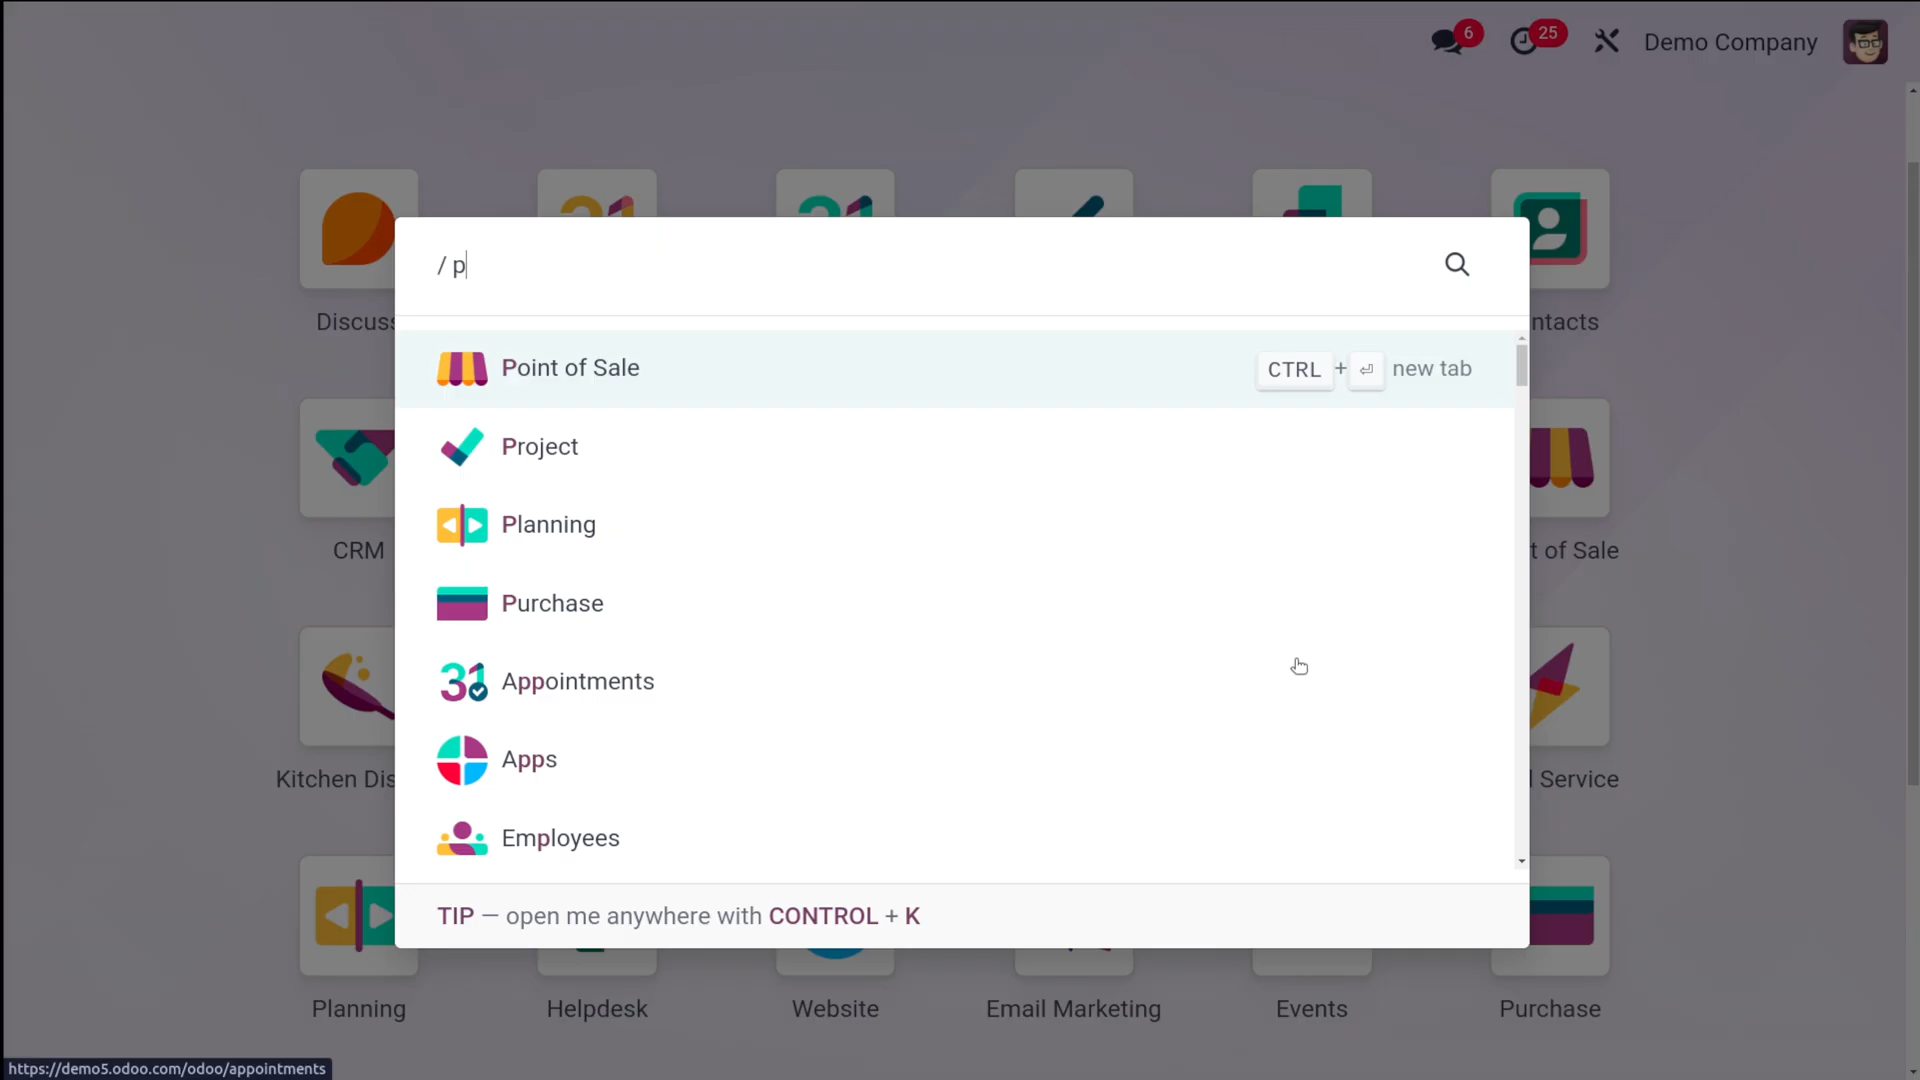 6
25
Demo Company
/ p
Discuss
ntacts
Point of Sale
CTRL + ⏎ new tab
Project
Planning
CRM
t of Sale
Purchase
Appointments
Apps
Kitchen Dis
l Service
Employees
TIP — open me anywhere with CONTROL + K
Planning
Helpdesk
Website
Email Marketing
Events
Purchase
https://demo5.odoo.com/odoo/appointments